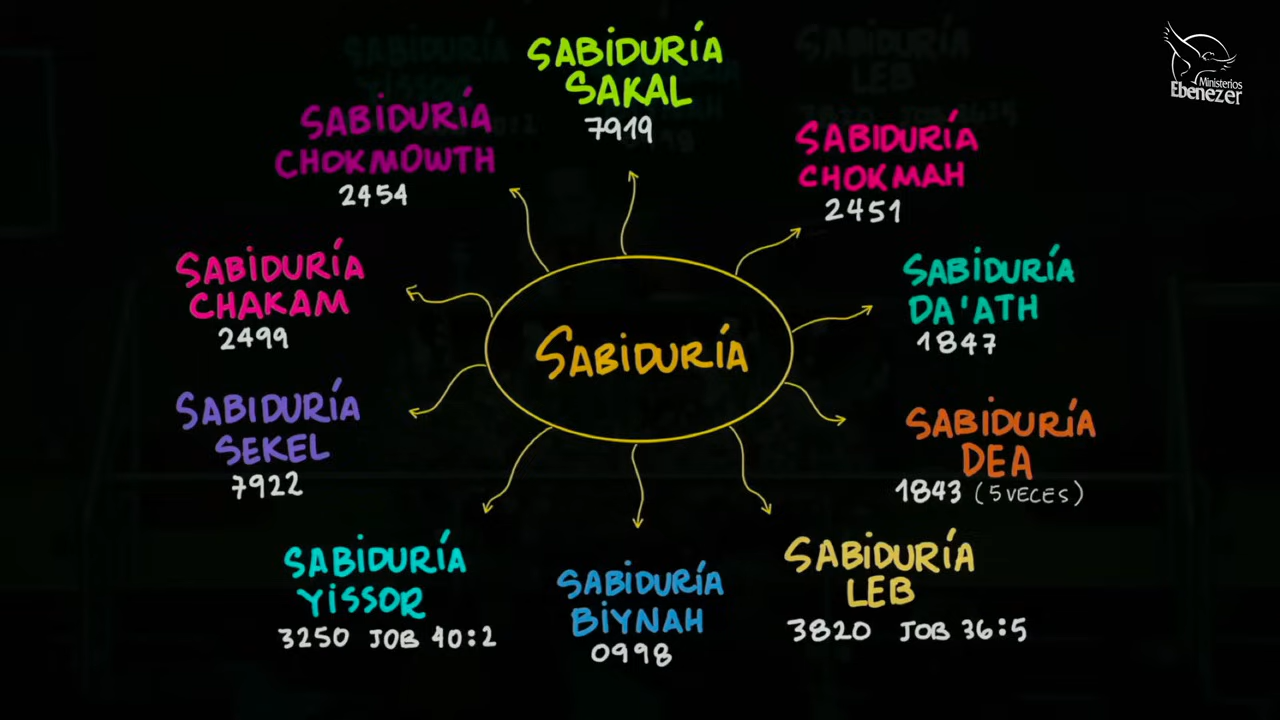 SABIDURÍA
SAKAL
7919
Ministerios
Ebenezer
SABIDURÍA
CHOKMOWTH
2454
SABIDURÍA
CHOKMAH
2451
SABIDURÍA
CHAKAM
2499
SABIDURÍA
DA'ATH
1847
SABIDURÍA
SABIDURÍA
SEKEL
7922
SABIDURÍA
DEA
1843 (5 VECES)
SABIDURÍA
YISSOR
3250 JOB 40:2
SABIDURÍA
BIYNAH
0998
SABIDURÍA
LEB
3820 JOB 36:5